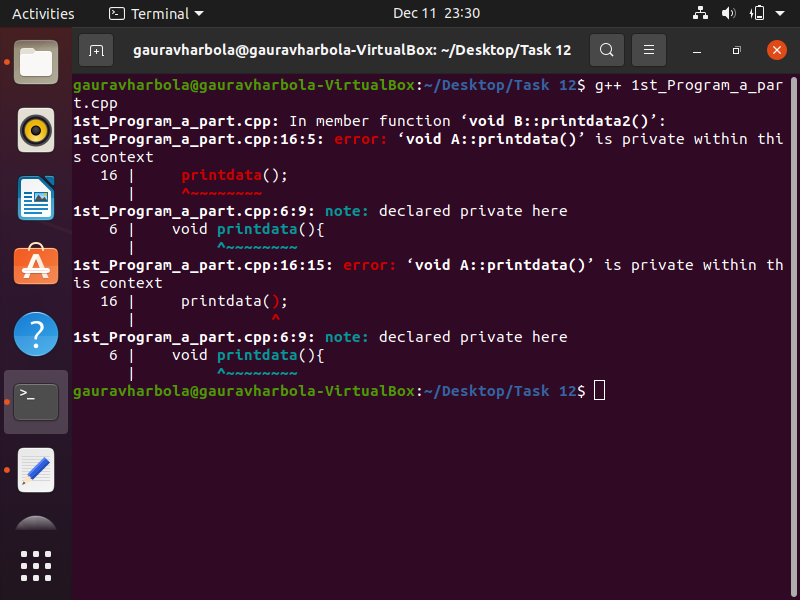 Activities Terminal Dec 11 23:30
gauravharbola@gauravharbola-VirtualBox: ~/Desktop/Task 12
gauravharbola@gauravharbola-VirtualBox:~/Desktop/Task 12$ g++ 1st_Program_a_par
t.cpp
1st_Program_a_part.cpp: In member function ‘void B::printdata2()’:
1st_Program_a_part.cpp:16:5: error: ‘void A::printdata()’ is private within thi
s context
   16 |     printdata();
      |     ^~~~~~~~~
1st_Program_a_part.cpp:6:9: note: declared private here
    6 |    void printdata(){
      |         ^~~~~~~~~
1st_Program_a_part.cpp:16:15: error: ‘void A::printdata()’ is private within th
is context
   16 |     printdata();
      |               ^
1st_Program_a_part.cpp:6:9: note: declared private here
    6 |    void printdata(){
      |         ^~~~~~~~~
gauravharbola@gauravharbola-VirtualBox:~/Desktop/Task 12$